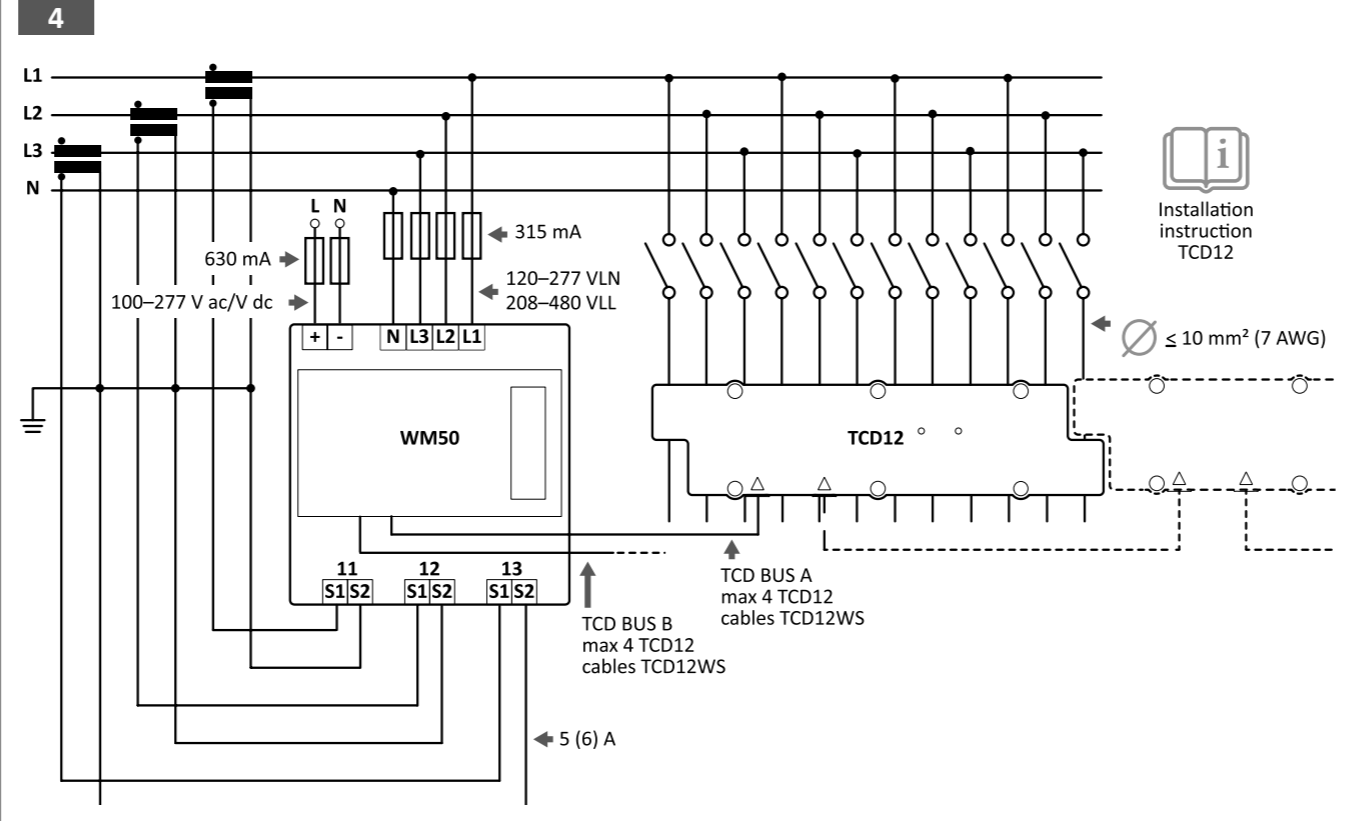 4
L1
L2
L3
N
L N
630 mA
315 mA
100–277 V ac/V dc
120–277 VLN
208–480 VLL
+ - N L3 L2 L1
WM50
11 12 13
S1 S2 S1 S2 S1 S2
5 (6) A
TCD BUS B
max 4 TCD12
cables TCD12WS
TCD BUS A
max 4 TCD12
cables TCD12WS
TCD12
≤ 10 mm² (7 AWG)
i
Installation
instruction
TCD12